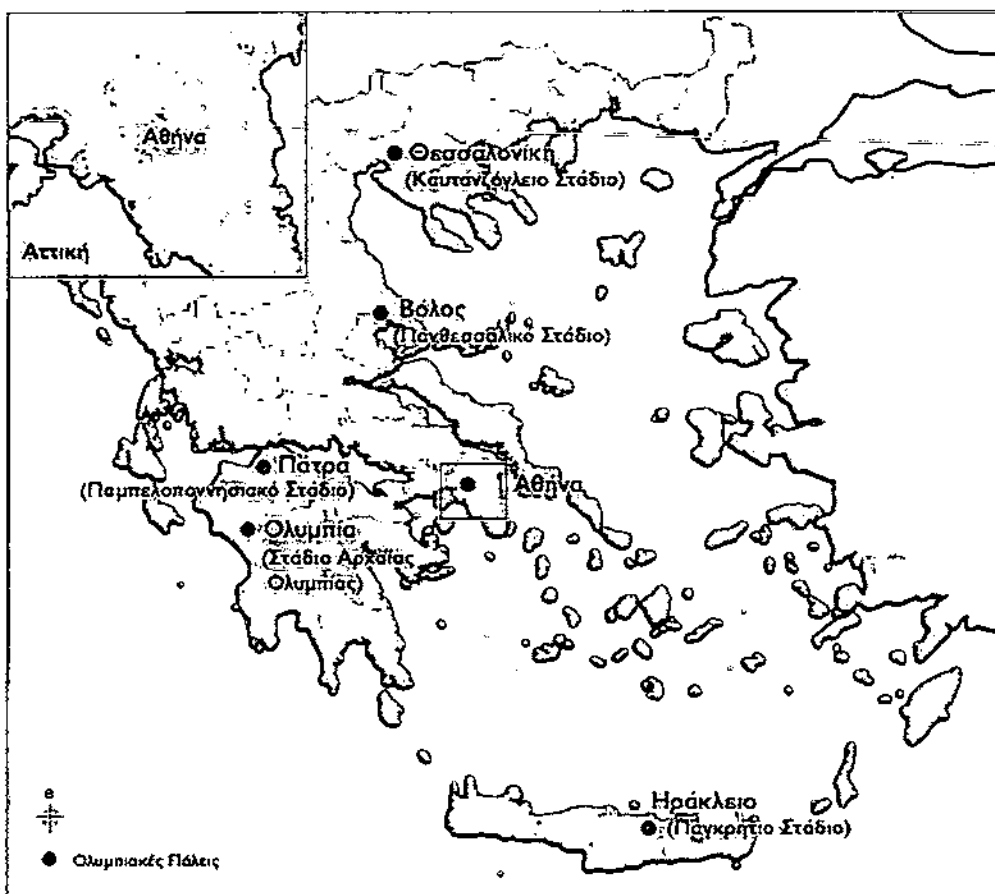 Αθήνα
Αττική
Θεσσαλονίκη
(Καυτανζόγλειο Στάδιο)
Βόλος
(Πανθεσσαλικό Στάδιο)
Πάτρα
(Παμπελοποννησιακό Στάδιο)
Αθήνα
Ολυμπία
(Στάδιο Αρχαίας
Ολυμπίας)
Ηράκλειο
(Παγκρήτιο Στάδιο)
Ολυμπιακές Πόλεις